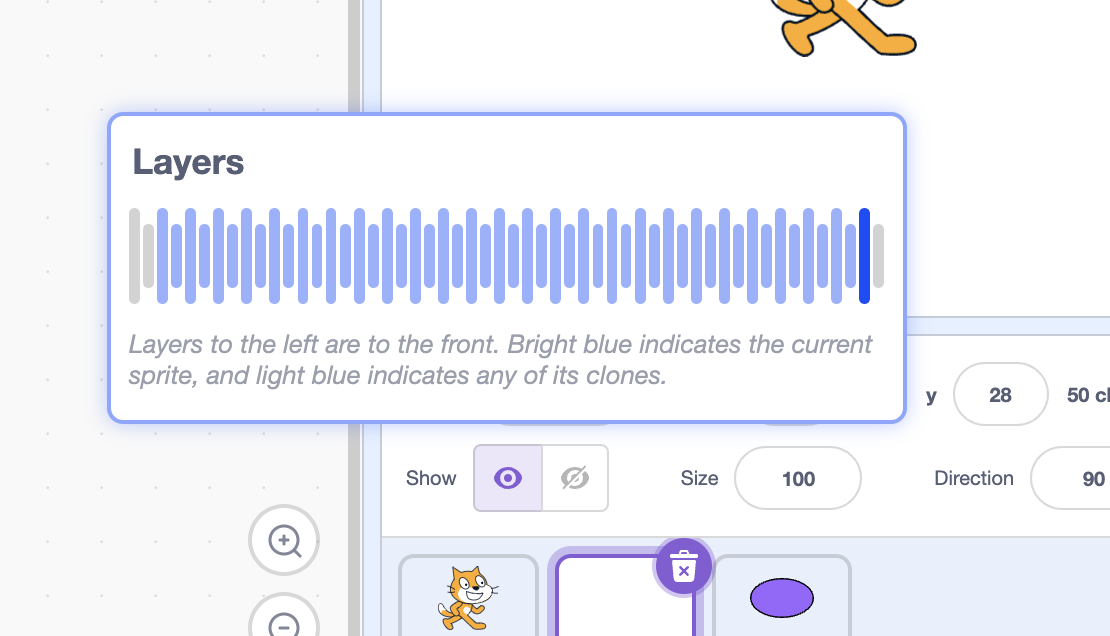 Layers
Layers to the left are to the front. Bright blue indicates the current
sprite, and light blue indicates any of its clones.
y 28 50 cl
Show Size 100 Direction 90